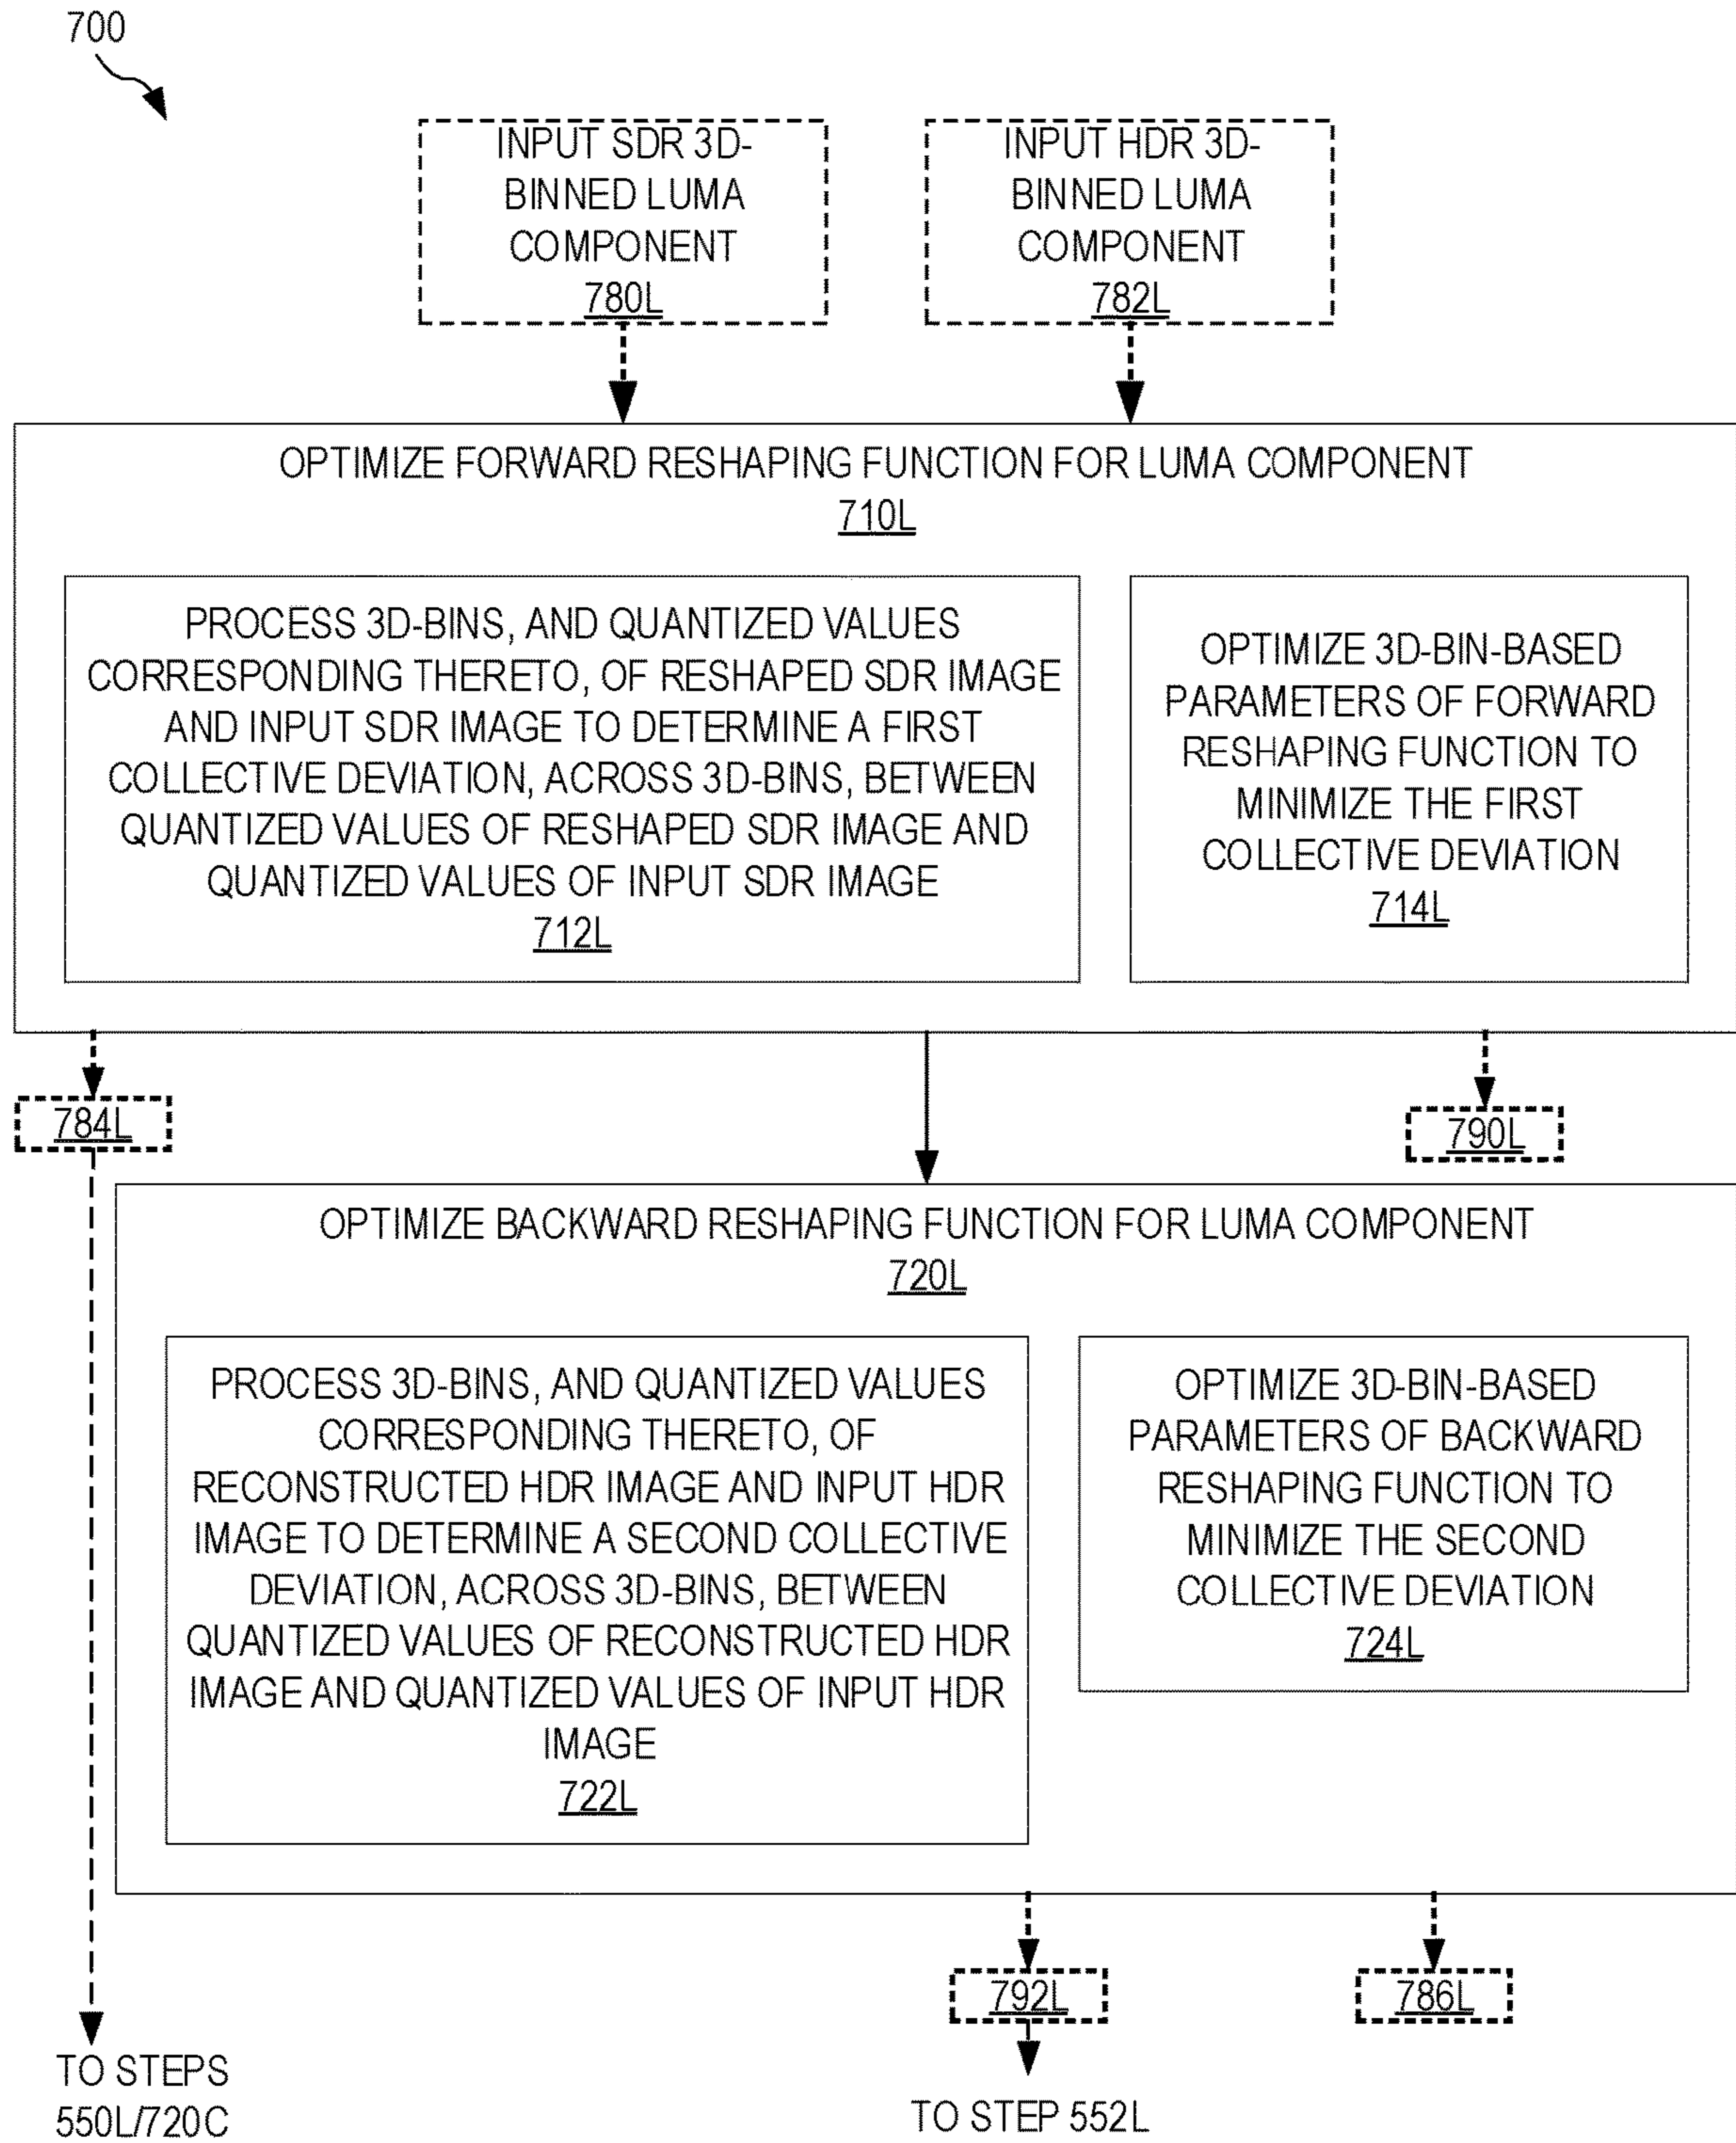 700
INPUT SDR 3D-
BINNED LUMA
COMPONENT
780L
INPUT HDR 3D-
BINNED LUMA
COMPONENT
782L
OPTIMIZE FORWARD RESHAPING FUNCTION FOR LUMA COMPONENT
710L
PROCESS 3D-BINS, AND QUANTIZED VALUES
CORRESPONDING THERETO, OF RESHAPED SDR IMAGE
AND INPUT SDR IMAGE TO DETERMINE A FIRST
COLLECTIVE DEVIATION, ACROSS 3D-BINS, BETWEEN
QUANTIZED VALUES OF RESHAPED SDR IMAGE AND
QUANTIZED VALUES OF INPUT SDR IMAGE
712L
OPTIMIZE 3D-BIN-BASED
PARAMETERS OF FORWARD
RESHAPING FUNCTION TO
MINIMIZE THE FIRST
COLLECTIVE DEVIATION
714L
784L
790L
OPTIMIZE BACKWARD RESHAPING FUNCTION FOR LUMA COMPONENT
720L
PROCESS 3D-BINS, AND QUANTIZED VALUES
CORRESPONDING THERETO, OF
RECONSTRUCTED HDR IMAGE AND INPUT HDR
IMAGE TO DETERMINE A SECOND COLLECTIVE
DEVIATION, ACROSS 3D-BINS, BETWEEN
QUANTIZED VALUES OF RECONSTRUCTED HDR
IMAGE AND QUANTIZED VALUES OF INPUT HDR
IMAGE
722L
OPTIMIZE 3D-BIN-BASED
PARAMETERS OF BACKWARD
RESHAPING FUNCTION TO
MINIMIZE THE SECOND
COLLECTIVE DEVIATION
724L
792L
786L
TO STEPS
550L/720C
TO STEP 552L